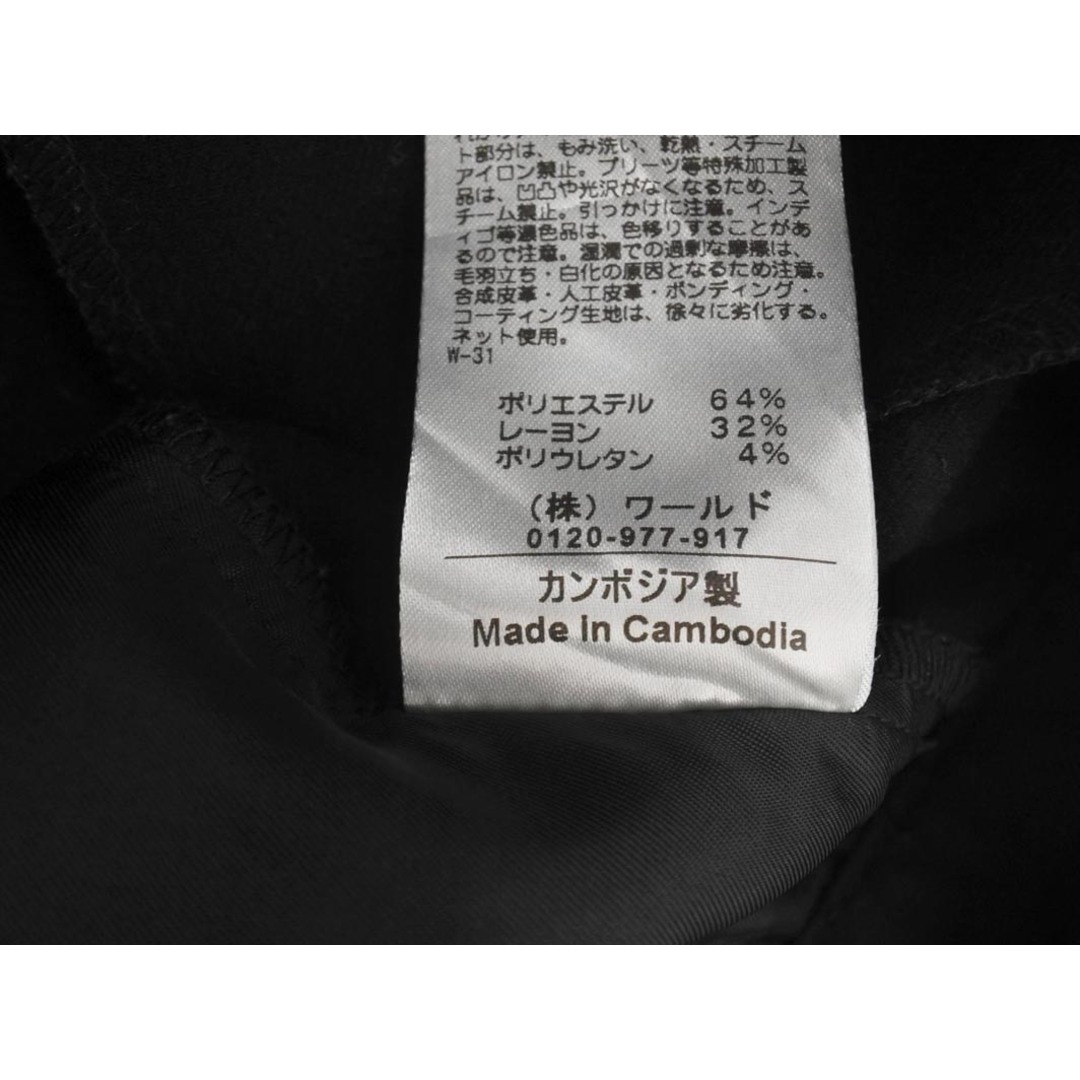 ト部分は、もみ洗い、乾熱・スチーム
アイロン禁止。プリーツ等特殊加工製
品は、凹凸や光沢がなくなるため、ス
チーム禁止。引っかけに注意。インデ
ィゴ等濃色品は、色移りすることがあ
るので注意。湿潤での過剰な摩擦は、
毛羽立ち・白化の原因となるため注意。
合成皮革・人工皮革・ボンディング・
コーティング生地は、徐々に劣化する。
ネット使用。
W-31
ポリエステル 64%
レーヨン 32%
ポリウレタン 4%
(株) ワールド
0120-977-917
カンボジア製
Made In Cambodia